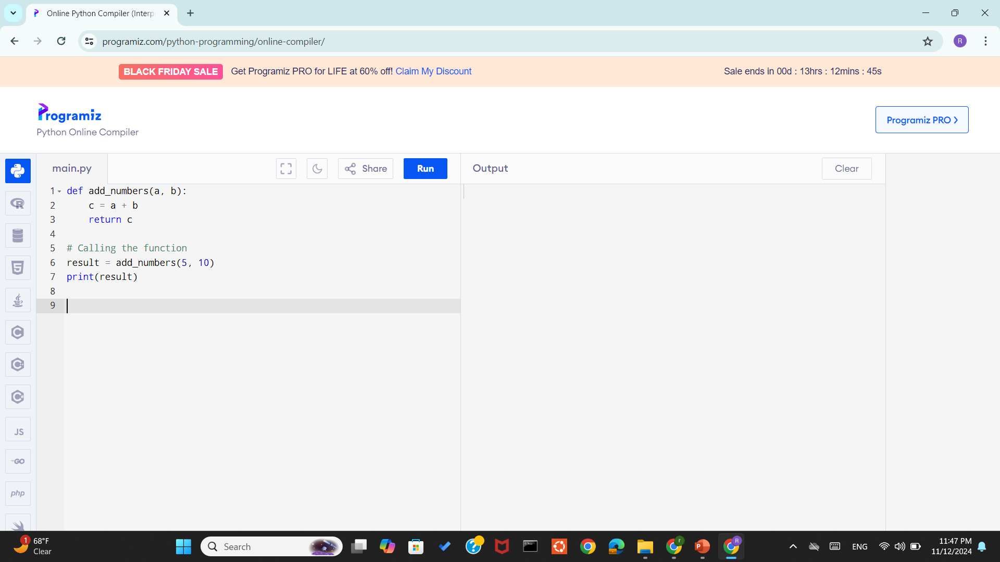 Online Python Compiler (Interp
programiz.com/python-programming/online-compiler/
R
BLACK FRIDAY SALE Get Programiz PRO for LIFE at 60% off! Claim My Discount Sale ends in 00d : 13hrs : 12mins : 45s
Programiz
Python Online Compiler
Programiz PRO
main.py Share Run Output Clear
1 def add_numbers(a, b):
2 c = a + b
3 return c
4
5 # Calling the function
6 result = add_numbers(5, 10)
7 print(result)
8
9
R
5
C
C
C
JS
GO
php
1 68°F
Clear
Search
r
P
R
ENG
11:47 PM
11/12/2024